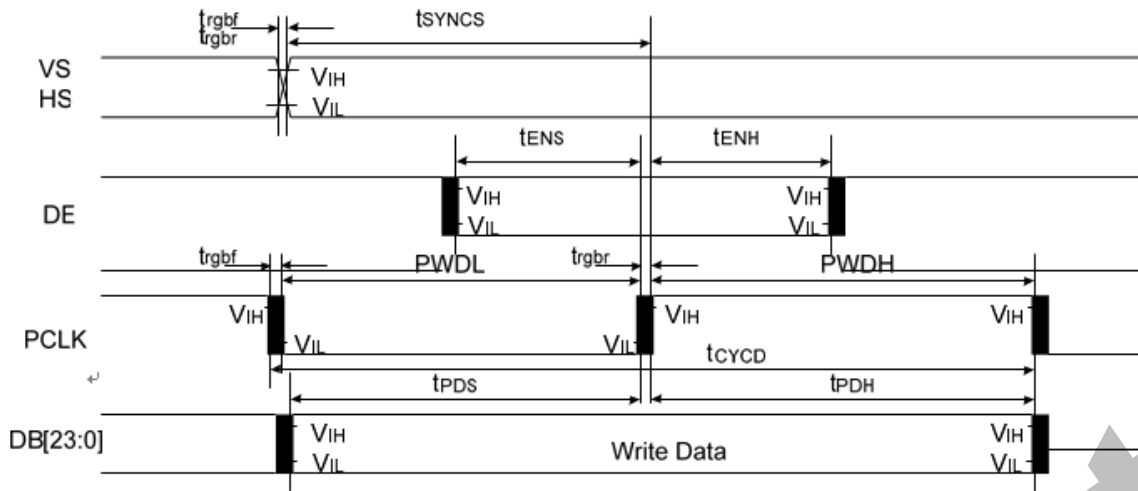 trgbf tSYNCS
trgbr
VS
HS
VIH
VIL
tENS tENH
DE
VIH VIH
VIL VIL
trgbf PWDL trgbr PWDH
PCLK
VIH VIH VIH
VIL VIL
tCYCD
tPDS tPDH
DB[23:0]
VIH Write Data VIH
VIL VIL